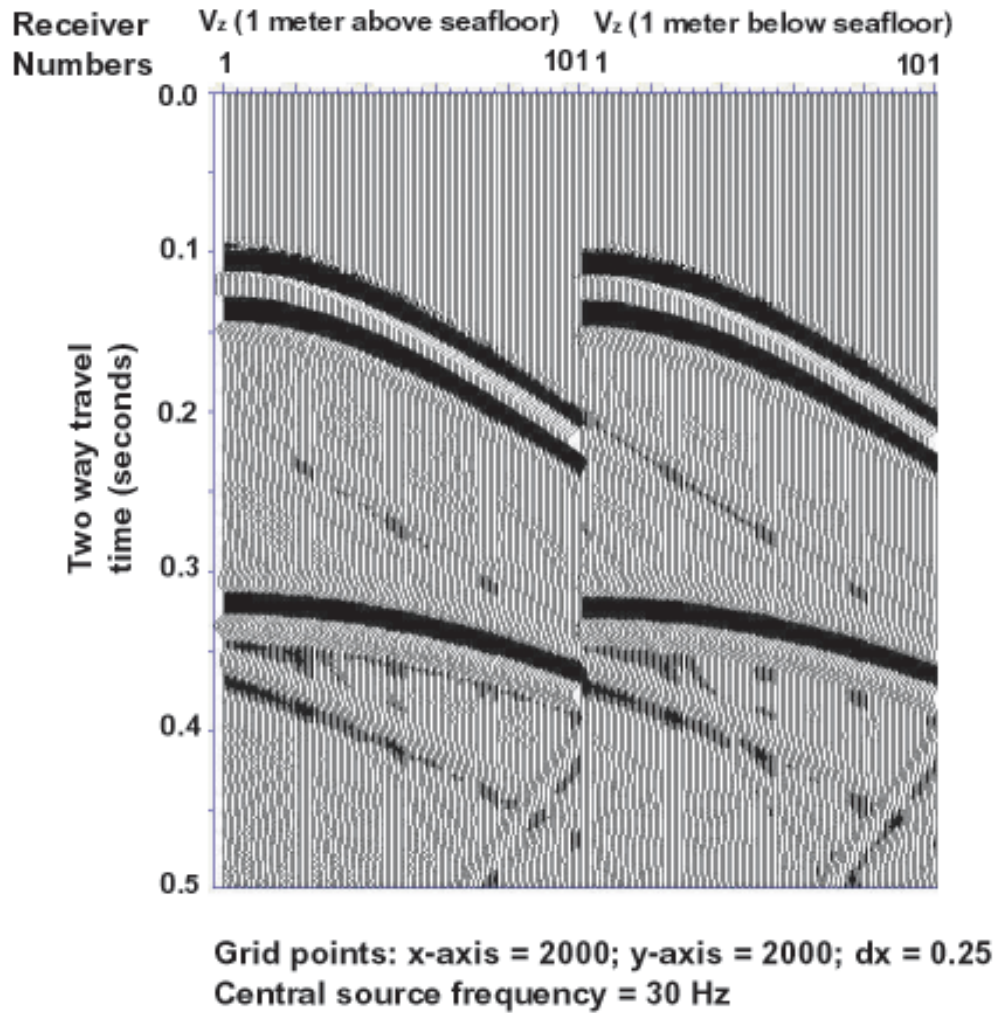 Receiver Vz (1 meter above seafloor) Vz (1 meter below seafloor)
Numbers 1 101 1 101
0.0
0.1
0.2
0.3
0.4
0.5
Two way travel
time (seconds)
Grid points: x-axis = 2000; y-axis = 2000; dx = 0.25
Central source frequency = 30 Hz